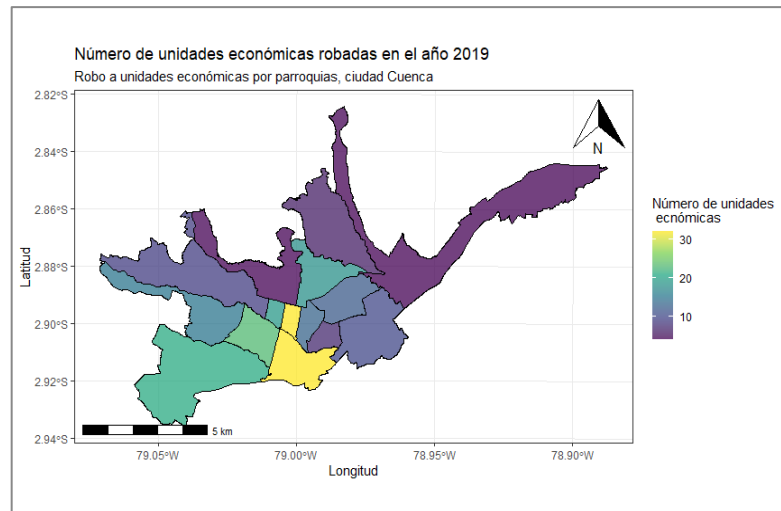 Número de unidades económicas robadas en el año 2019
Robo a unidades económicas por parroquias, ciudad Cuenca
2.82°S
2.84°S
2.86°S
2.88°S
2.90°S
2.92°S
2.94°S
Latitud
N
5 km
79.05°W
79.00°W
78.95°W
78.90°W
Longitud
Número de unidades
ecnómicas
30
20
10